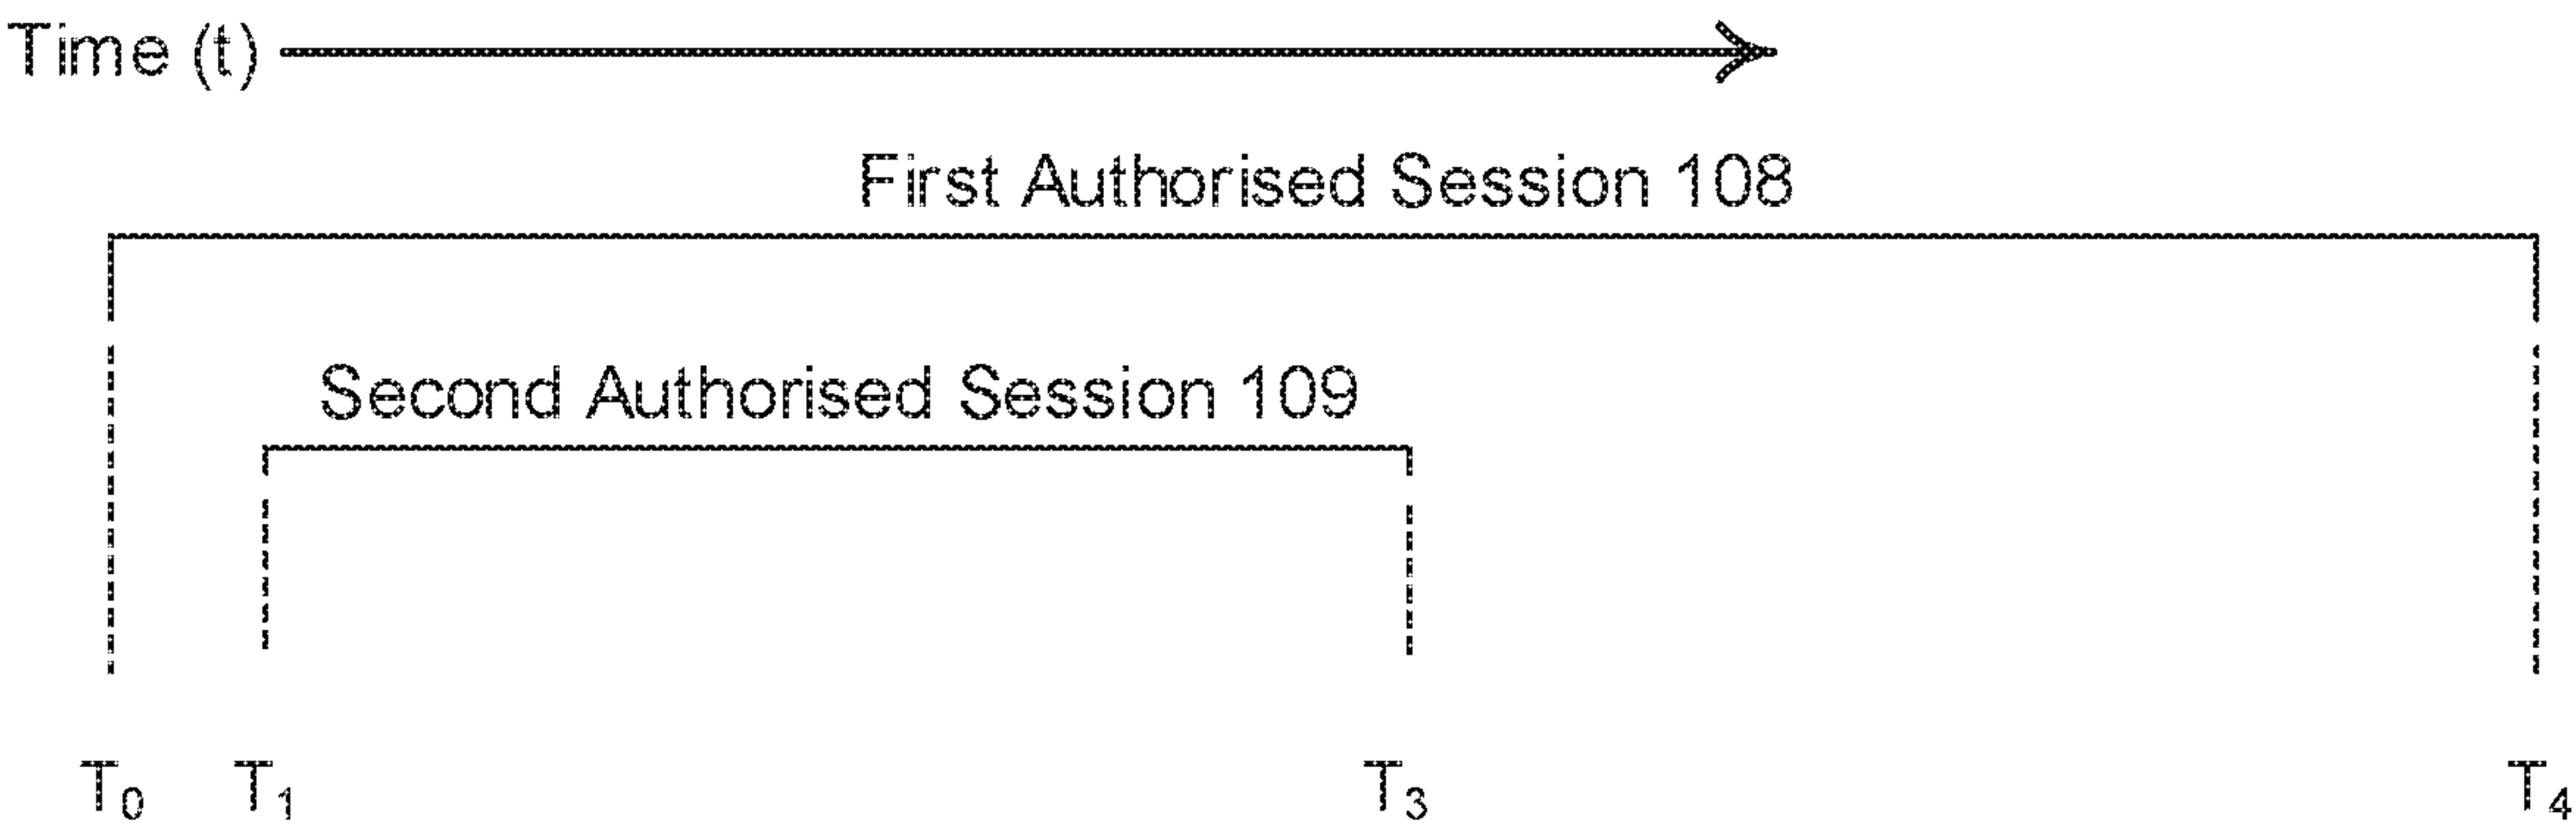 Time (t)
First Authorised Session 108
Second Authorised Session 109
T₀ T₁ T₃ T₄